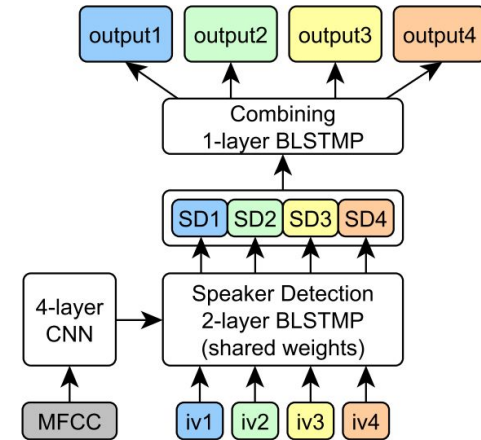 output1 output2 output3 output4
Combining
1-layer BLSTMP
SD1 SD2 SD3 SD4
4-layer
CNN
Speaker Detection
2-layer BLSTMP
(shared weights)
MFCC iv1 iv2 iv3 iv4